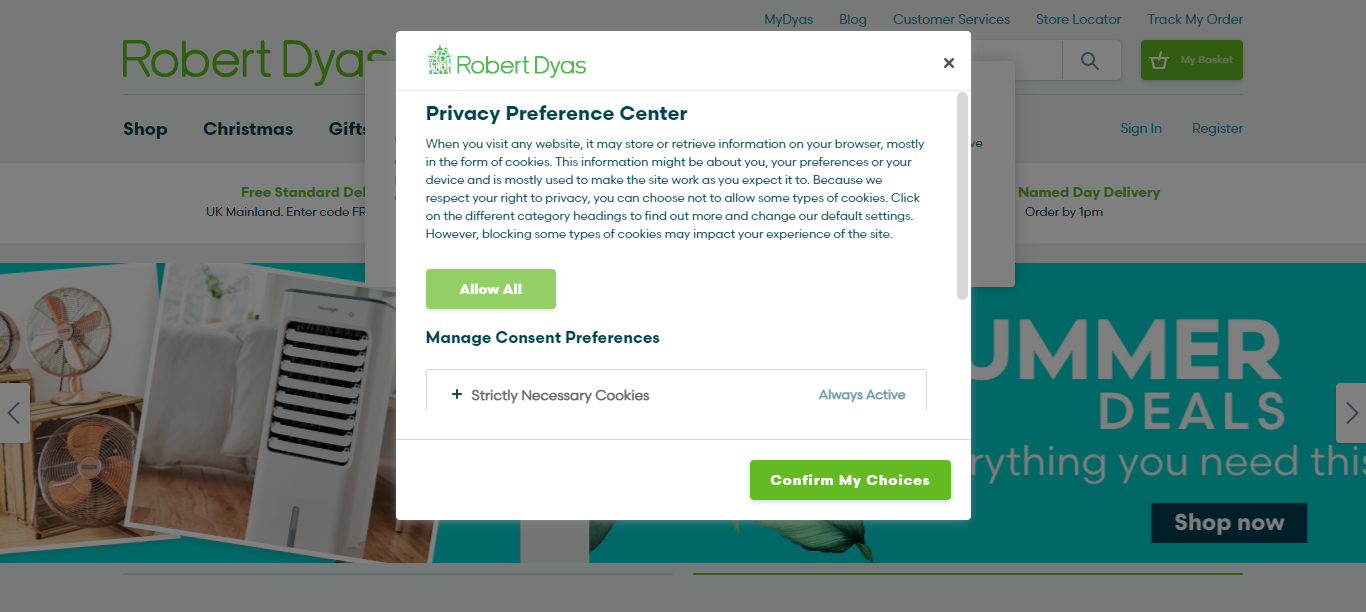 MyDyas Blog Customer Services Store Locator Track My Order
Robert Dyas
My Basket
Robert Dyas
Shop Christmas Gifts
Sign In Register
Privacy Preference Center
When you visit any website, it may store or retrieve information on your browser, mostly
in the form of cookies. This information might be about you, your preferences or your
device and is mostly used to make the site work as you expect it to. Because we
respect your right to privacy, you can choose not to allow some types of cookies. Click
on the different category headings to find out more and change our default settings.
However, blocking some types of cookies may impact your experience of the site.
Free Standard Del
UK Mainland. Enter code FR
Named Day Delivery
Order by 1pm
Allow All
Manage Consent Preferences
+ Strictly Necessary Cookies Always Active
Confirm My Choices
UMMER
DEALS
rything you need this
Shop now